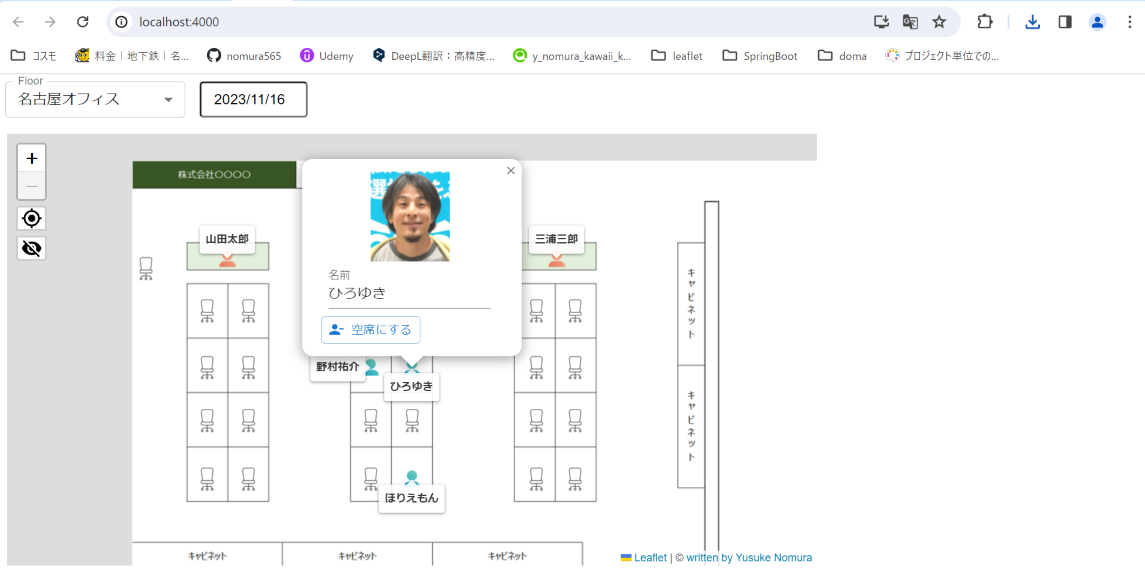 localhost:4000
コスモ
料金｜地下鉄｜名...
nomura565
Udemy
DeepL翻訳：高精度...
y_nomura_kawaii_k...
leaflet
SpringBoot
doma
プロジェクト単位での...
Floor
名古屋オフィス
2023/11/16
+
−
株式会社〇〇〇〇
×
山田太郎
三浦三郎
名前
ひろゆき
空席にする
野村祐介
ひろゆき
ほりえもん
キャビネット
キャビネット
キャビネット
キャビネット
キャビネット
Leaflet | © written by Yusuke Nomura